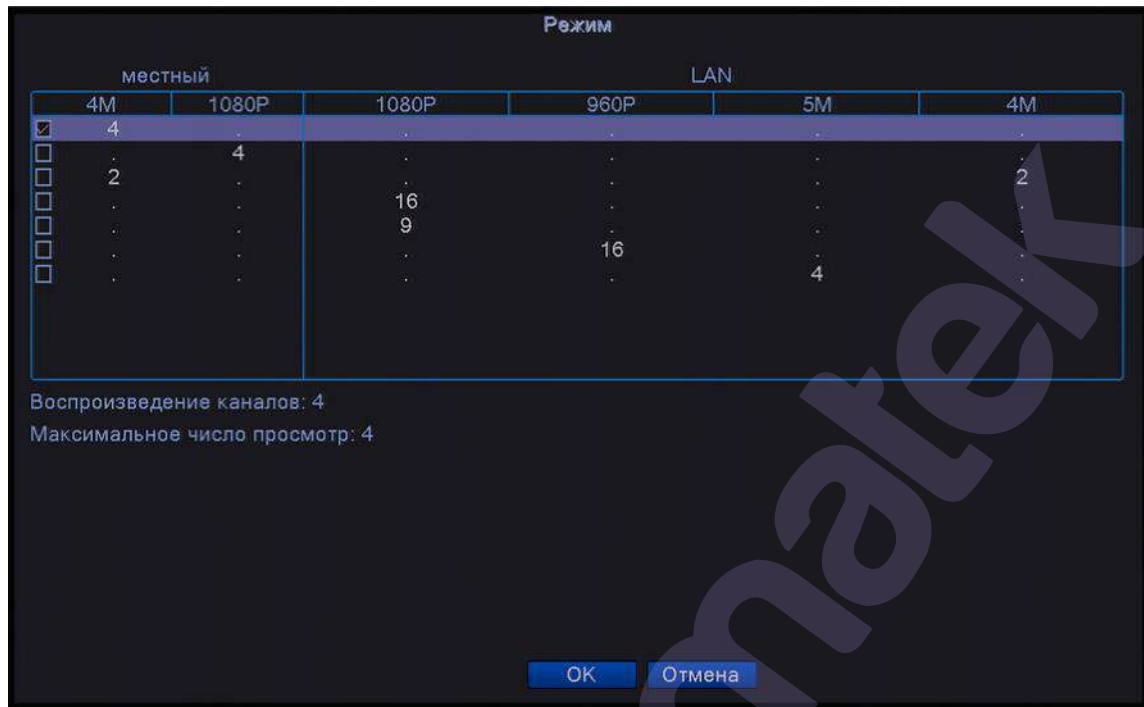 Режим
местный LAN
4M 1080P 1080P 960P 5M 4M
4 . . . . .
. 4 . . . .
2 . . . . 2
. . 16 . . .
. . 9 . . .
. . . 16 . .
. . . . 4 .
Воспроизведение каналов: 4
Максимальное число просмотр: 4
OK Отмена
matek